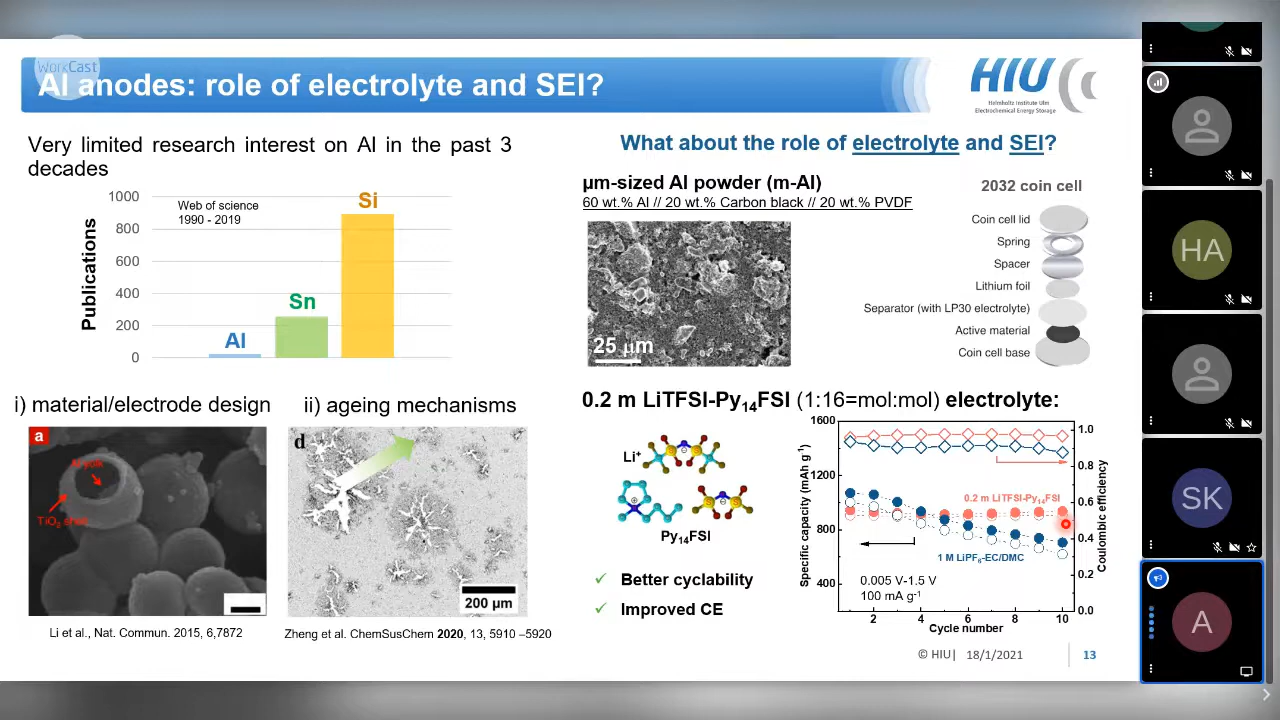 WorkCast
Al anodes: role of electrolyte and SEI?
HIU
Helmholtz Institute Ulm
Electrochemical Energy Storage
Very limited research interest on Al in the past 3
decades
Publications
1000
800
600
400
200
0
Web of science
1990 - 2019
Al
Sn
Si
i) material/electrode design
ii) ageing mechanisms
a
Al yolk
TiO2 shell
d
200 μm
Li et al., Nat. Commun. 2015, 6,7872
Zheng et al. ChemSusChem 2020, 13, 5910 –5920
What about the role of electrolyte and SEI?
μm-sized Al powder (m-Al)
60 wt.% Al // 20 wt.% Carbon black // 20 wt.% PVDF
25 μm
2032 coin cell
Coin cell lid
Spring
Spacer
Lithium foil
Separator (with LP30 electrolyte)
Active material
Coin cell base
0.2 m LiTFSI-Py14FSI (1:16=mol:mol) electrolyte:
Li+
Py14FSI
✓ Better cyclability
✓ Improved CE
Specific capacity (mAh g-1)
1600
1200
800
400
1.0
0.8
0.6
0.4
0.2
0.0
Coulombic efficiency
0.2 m LiTFSI-Py14FSI
1 M LiPF6-EC/DMC
0.005 V-1.5 V
100 mA g-1
2 4 6 8 10
Cycle number
© HIU| 18/1/2021 13
HA
SK
A